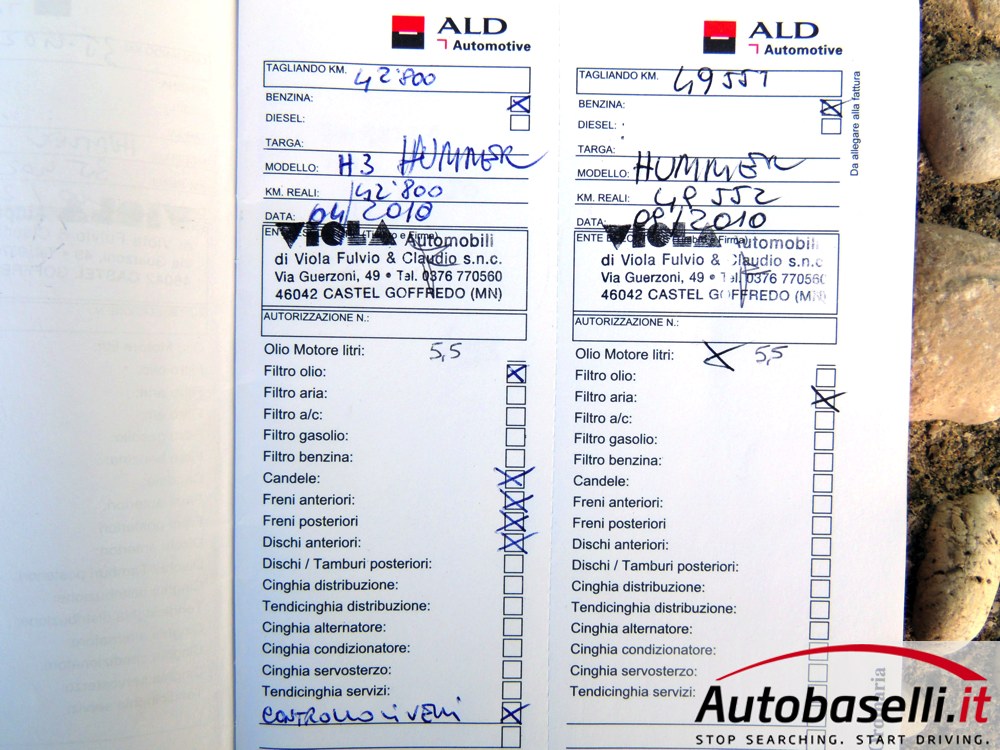 ALD
Automotive
TAGLIANDO KM. 42'800
BENZINA:
DIESEL:
TARGA:
MODELLO: H3 HUMMER
KM. REALI: 42'800
DATA: 04/2010
VIOLA Automobili
di Viola Fulvio & Claudio s.n.c.
Via Guerzoni, 49 • Tel. 0376 770560
46042 CASTEL GOFFREDO (MN)
AUTORIZZAZIONE N.:
Olio Motore litri: 5,5
Filtro olio:
Filtro aria:
Filtro a/c:
Filtro gasolio:
Filtro benzina:
Candele:
Freni anteriori:
Freni posteriori
Dischi anteriori:
Dischi / Tamburi posteriori:
Cinghia distribuzione:
Tendicinghia distribuzione:
Cinghia alternatore:
Cinghia condizionatore:
Cinghia servosterzo:
Tendicinghia servizi:
CONTROLLO LIVELLI
ALD
Automotive
TAGLIANDO KM. 49551
BENZINA:
DIESEL:
TARGA:
MODELLO: HUMMER
KM. REALI: 49552
DATA: 08/2010
VIOLA Automobili
di Viola Fulvio & Claudio s.n.c.
Via Guerzoni, 49 • Tel. 0376 770560
46042 CASTEL GOFFREDO (MN)
AUTORIZZAZIONE N.:
Olio Motore litri: 5,5
Filtro olio:
Filtro aria:
Filtro a/c:
Filtro gasolio:
Filtro benzina:
Candele:
Freni anteriori:
Freni posteriori
Dischi anteriori:
Dischi / Tamburi posteriori:
Cinghia distribuzione:
Tendicinghia distribuzione:
Cinghia alternatore:
Cinghia condizionatore:
Cinghia servosterzo:
Tendicinghia servizi:
Da allegare alla fattura
Autobaselli.it
STOP SEARCHING. START DRIVING.